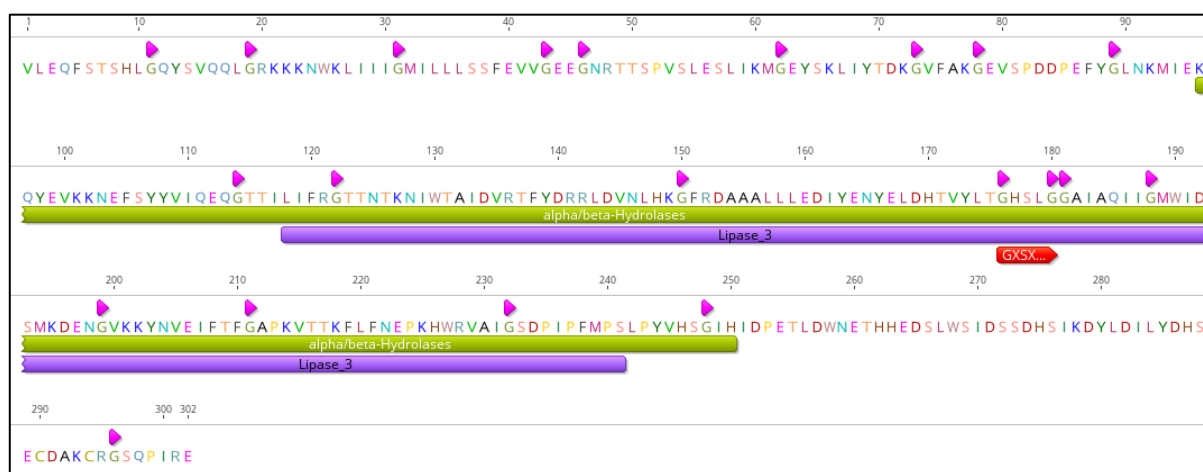 1 10 20 30 40 50 60 70 80 90
VLEQFSTSHLGQYSVQQLGRKKKNWKLIIIGMILLLSSFEVVGEEGNRTTSPVSLESLIKMGEYSKLIYTDKGVFAKGEVSPDDPEFYGLNKMIEK
100 110 120 130 140 150 160 170 180 190
QYEVKKNEFSYYVIQEQGTTILIFRGTTNTKNIWTAIDVRTFYDRRLDVNLHKGFRDAAALLLEDIYENYELDHTVYLTGHSLGGAIAQIIGMWID
alpha/beta-Hydrolases
Lipase_3
GXSX...
200 210 220 230 240 250 260 270 280
SMKDENGVKKYNVEIFTFGAPKVTTKFLFNEPKHWRVAIGSDPIPFMPSLPYVHSGIHIDPETLDWNETHHEDSLWSIDSSDHSIKDYLDILYDHS
alpha/beta-Hydrolases
Lipase_3
290 300 302
ECDAKCRGSQPIRE